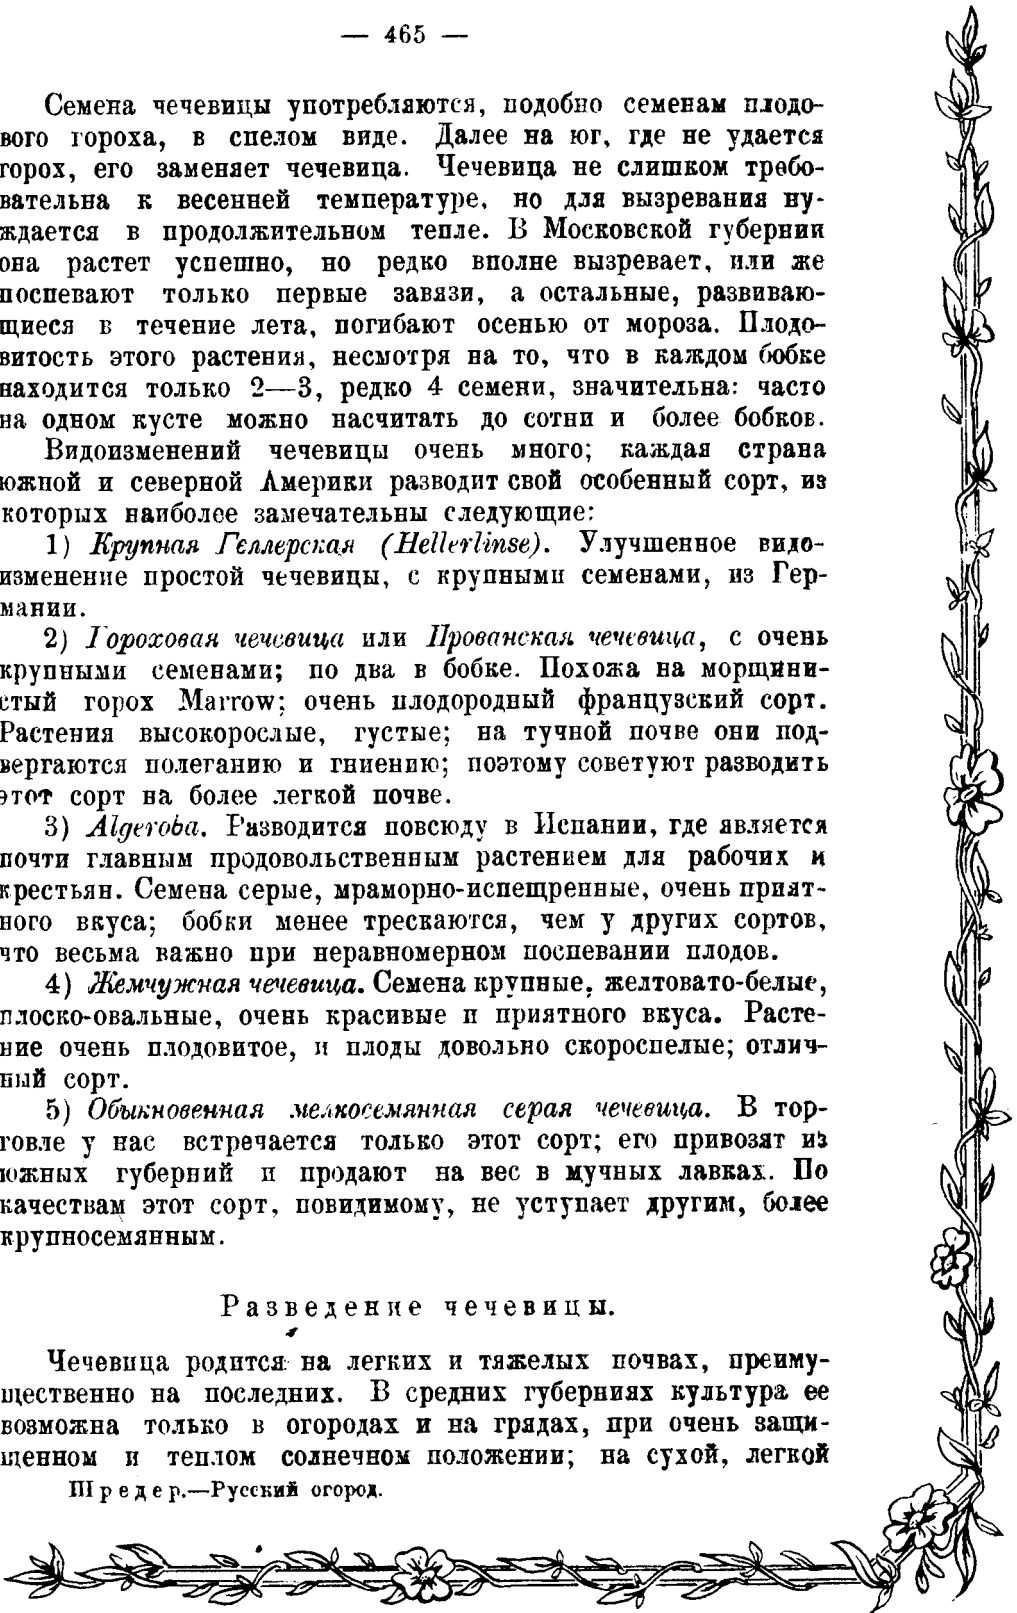 — 465 —
Семена чечевицы употребляются, подобно семенам плодо-
вого гороха, в спелом виде. Далее на юг, где не удается
горох, его заменяет чечевица. Чечевица не слишком требо-
вательна к весенней температуре, но для вызревания ну-
ждается в продолжительном тепле. В Московской губернии
она растет успешно, но редко вполне вызревает, или же
поспевают только первые завязи, а остальные, развиваю-
щиеся в течение лета, погибают осенью от мороза. Плодо-
витость этого растения, несмотря на то, что в каждом бобке
находится только 2—3, редко 4 семени, значительна: часто
на одном кусте можно насчитать до сотни и более бобков.
Видоизменений чечевицы очень много; каждая страна
южной и северной Америки разводит свой особенный сорт, из
которых наиболее замечательны следующие:
1) Крупная Геллерская (Hellerlinse). Улучшенное видо-
изменение простой чечевицы, с крупными семенами, из Гер-
мании.
2) Гороховая чечевица или Прованская чечевица, с очень
крупными семенами; по два в бобке. Похожа на морщини-
стый горох Marrow; очень плодородный французский сорт.
Растения высокорослые, густые; на тучной почве они под-
вергаются полеганию и гниению; поэтому советуют разводить
этот сорт на более легкой почве.
3) Algeroba. Разводится повсюду в Испании, где является
почти главным продовольственным растением для рабочих и
крестьян. Семена серые, мраморно-испещренные, очень прият-
ного вкуса; бобки менее трескаются, чем у других сортов,
что весьма важно при неравномерном поспевании плодов.
4) Жемчужная чечевица. Семена крупные, желтовато-белые,
плоско-овальные, очень красивые и приятного вкуса. Расте-
ние очень плодовитое, и плоды довольно скороспелые; отлич-
ный сорт.
5) Обыкновенная мелкосемянная серая чечевица. В тор-
говле у нас встречается только этот сорт; его привозят из
южных губерний и продают на вес в мучных лавках. По
качествам этот сорт, повидимому, не уступает другим, более
крупносемянным.
Разведение чечевицы.
Чечевица родится на легких и тяжелых почвах, преиму-
щественно на последних. В средних губерниях культура ее
возможна только в огородах и на грядах, при очень защи-
щенном и теплом солнечном положении; на сухой, легкой
Шредер.—Русский огород.